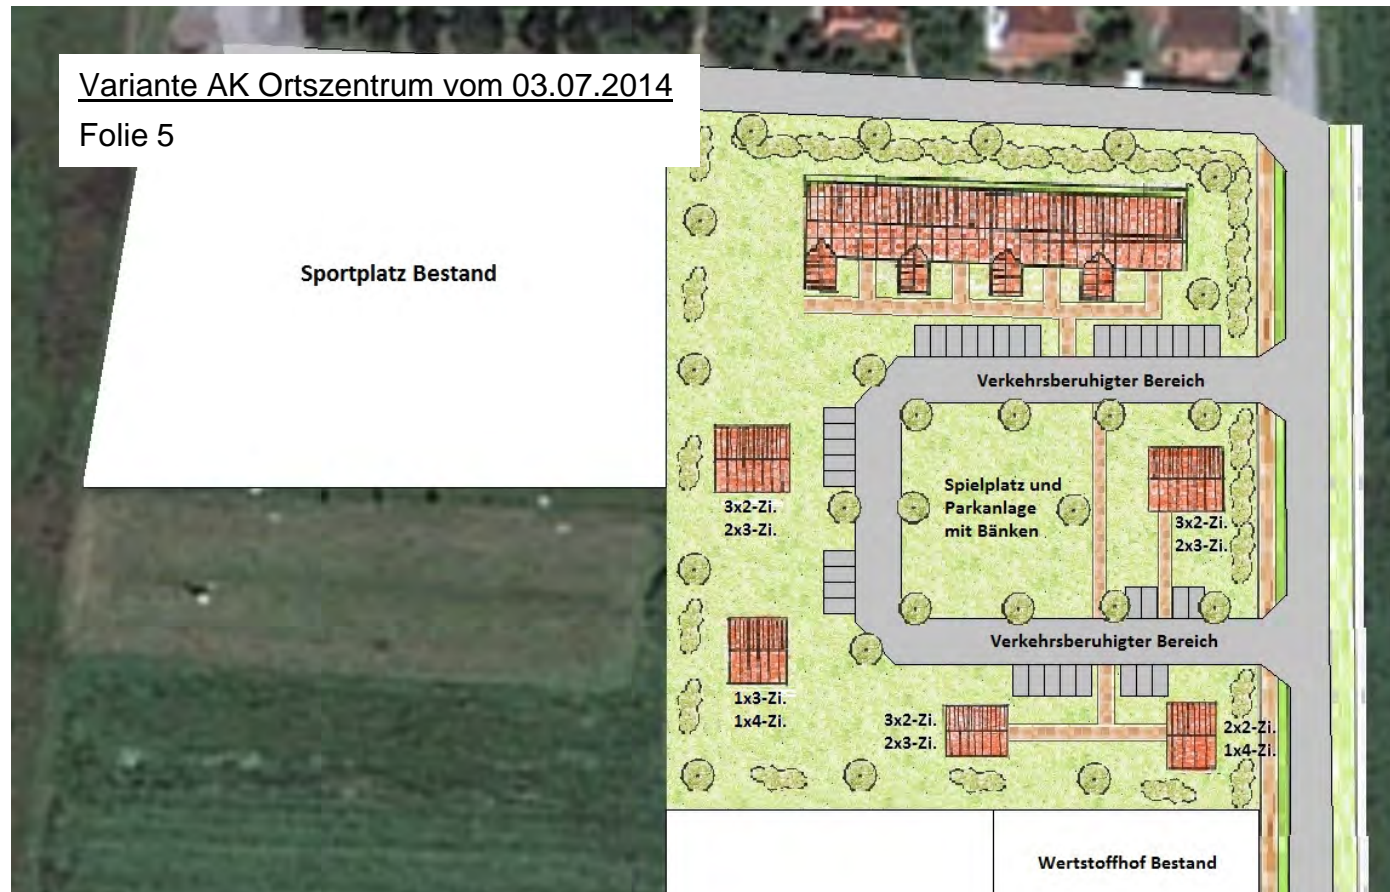 Variante AK Ortszentrum vom 03.07.2014
Folie 5
Sportplatz Bestand
Verkehrsberuhigter Bereich
Spielplatz und
Parkanlage
mit Bänken
3x2-Zi.
2x3-Zi.
3x2-Zi.
2x3-Zi.
Verkehrsberuhigter Bereich
1x3-Zi.
1x4-Zi.
3x2-Zi.
2x3-Zi.
2x2-Zi.
1x4-Zi.
Wertstoffhof Bestand